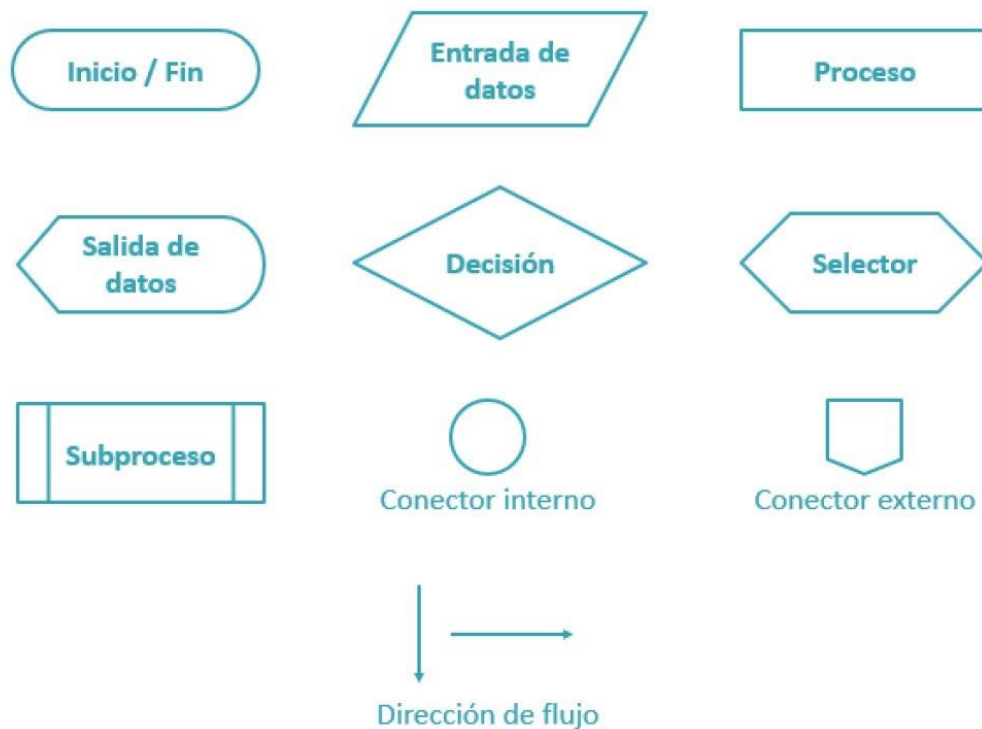 Inicio / Fin
Entrada de
datos
Proceso
Salida de
datos
Decisión
Selector
Subproceso
Conector interno
Conector externo
Dirección de flujo